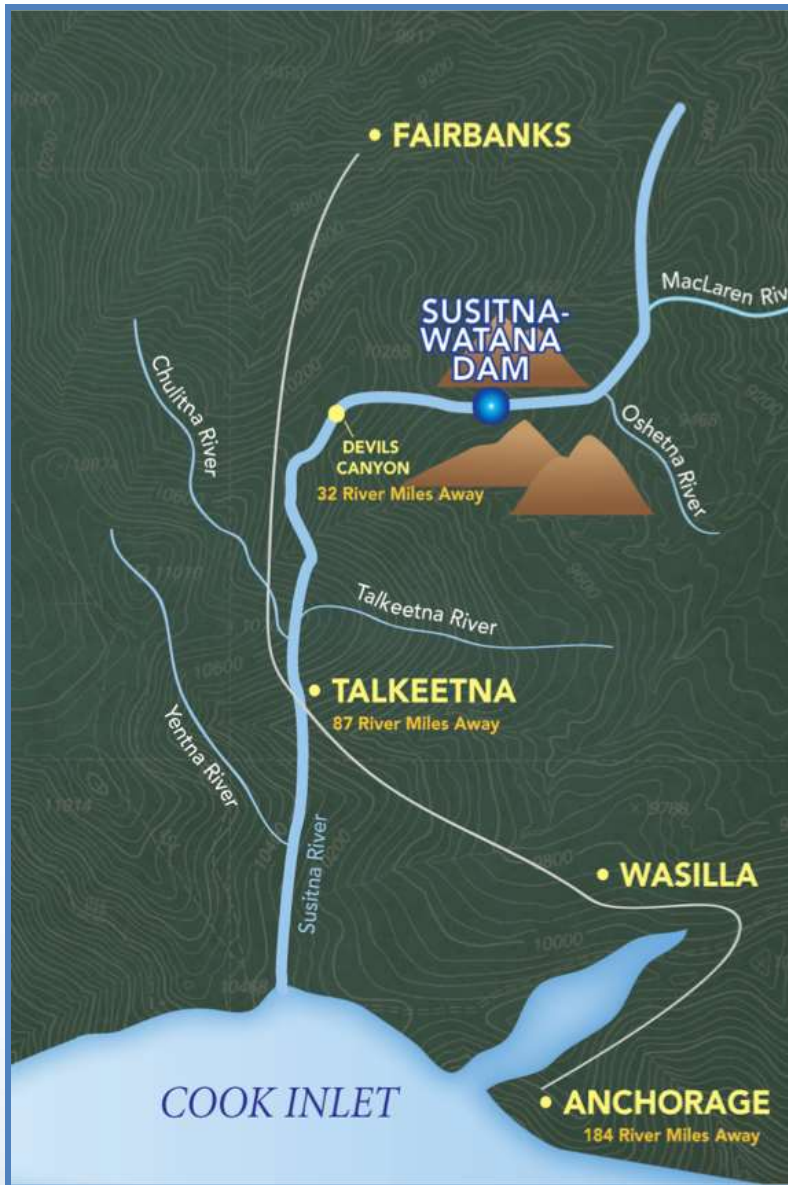 FAIRBANKS
MacLaren Riv
SUSITNA-
WATANA
DAM
Chulitna River
Oshetna River
DEVILS
CANYON
32 River Miles Away
Talkeetna River
TALKEETNA
87 River Miles Away
Yentna River
Susitna River
WASILLA
COOK INLET
ANCHORAGE
184 River Miles Away